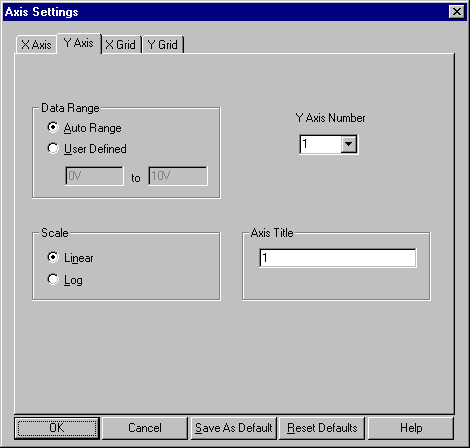 Axis Settings
X Axis Y Axis X Grid Y Grid
Data Range
Auto Range
User Defined
0V to 10V
Y Axis Number
1
Scale
Linear
Log
Axis Title
1
OK Cancel Save As Default Reset Defaults Help